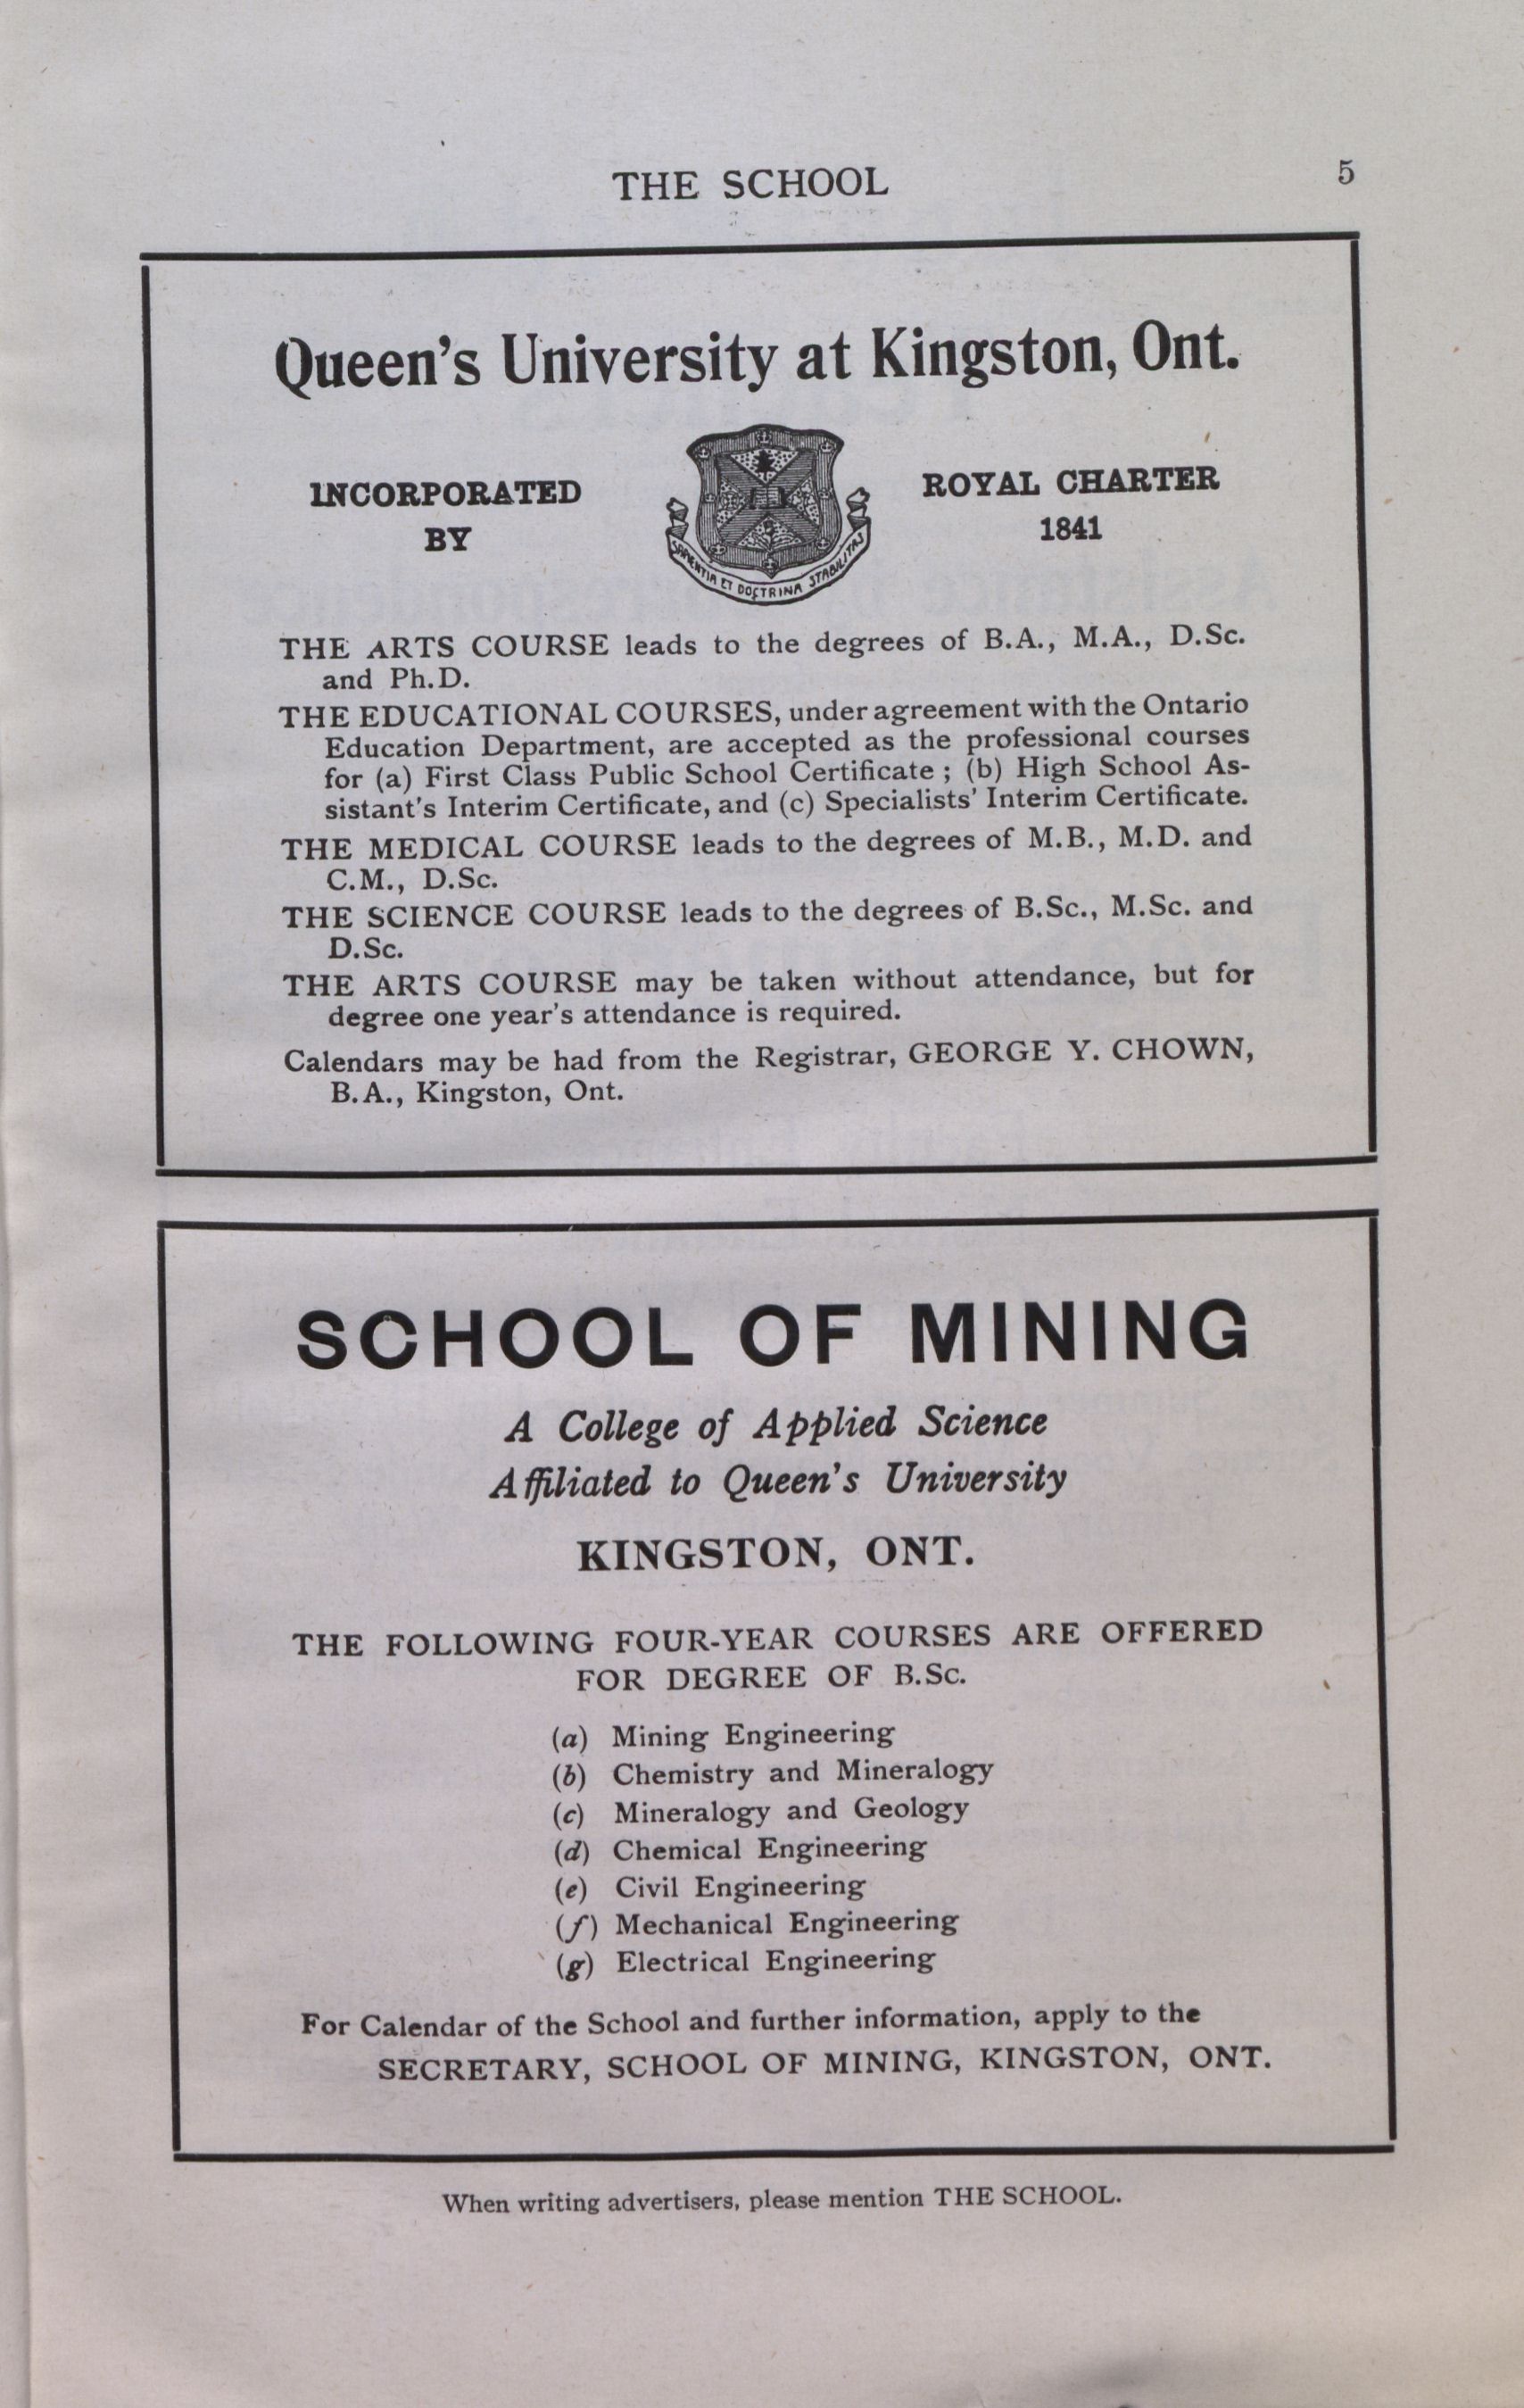 THE SCHOOL
5
Queen's University at Kingston, Ont.
INCORPORATED
BY
SAPIENTIA ET DOCTRINA STABILITAS
ROYAL CHARTER
1841
THE ARTS COURSE leads to the degrees of B.A., M.A., D.Sc.
and Ph.D.
THE EDUCATIONAL COURSES, under agreement with the Ontario
Education Department, are accepted as the professional courses
for (a) First Class Public School Certificate ; (b) High School As-
sistant's Interim Certificate, and (c) Specialists' Interim Certificate.
THE MEDICAL COURSE leads to the degrees of M.B., M.D. and
C.M., D.Sc.
THE SCIENCE COURSE leads to the degrees of B.Sc., M.Sc. and
D.Sc.
THE ARTS COURSE may be taken without attendance, but for
degree one year's attendance is required.
Calendars may be had from the Registrar, GEORGE Y. CHOWN,
B.A., Kingston, Ont.
SCHOOL OF MINING
A College of Applied Science
Affiliated to Queen's University
KINGSTON, ONT.
THE FOLLOWING FOUR-YEAR COURSES ARE OFFERED
FOR DEGREE OF B.Sc.
(a) Mining Engineering
(b) Chemistry and Mineralogy
(c) Mineralogy and Geology
(d) Chemical Engineering
(e) Civil Engineering
(f) Mechanical Engineering
(g) Electrical Engineering
For Calendar of the School and further information, apply to the
SECRETARY, SCHOOL OF MINING, KINGSTON, ONT.
When writing advertisers, please mention THE SCHOOL.